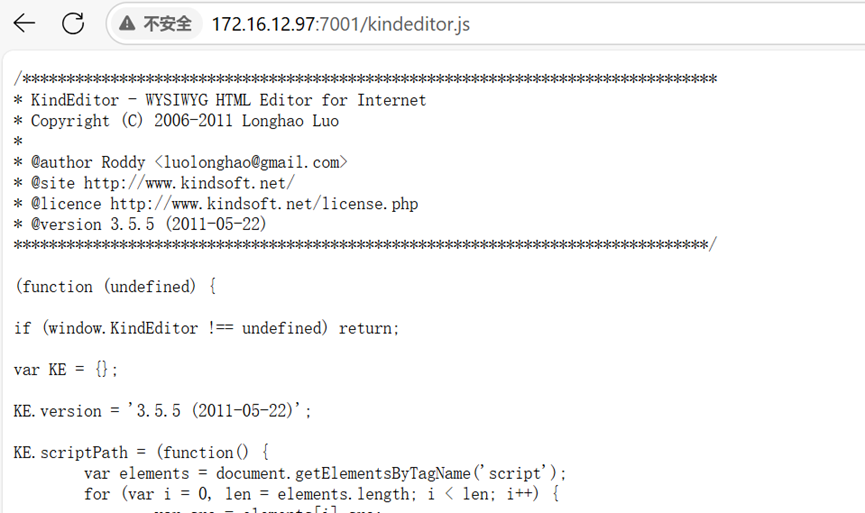 不安全 172.16.12.97:7001/kindeditor.js
/*******************************************************************************
* KindEditor - WYSIWYG HTML Editor for Internet
* Copyright (C) 2006-2011 Longhao Luo
*
* @author Roddy <luolonghao@gmail.com>
* @site http://www.kindsoft.net/
* @licence http://www.kindsoft.net/license.php
* @version 3.5.5 (2011-05-22)
*******************************************************************************/
(function (undefined) {
if (window.KindEditor !== undefined) return;
var KE = {};
KE.version = '3.5.5 (2011-05-22)';
KE.scriptPath = (function() {
var elements = document.getElementsByTagName('script');
for (var i = 0, len = elements.length; i < len; i++) {